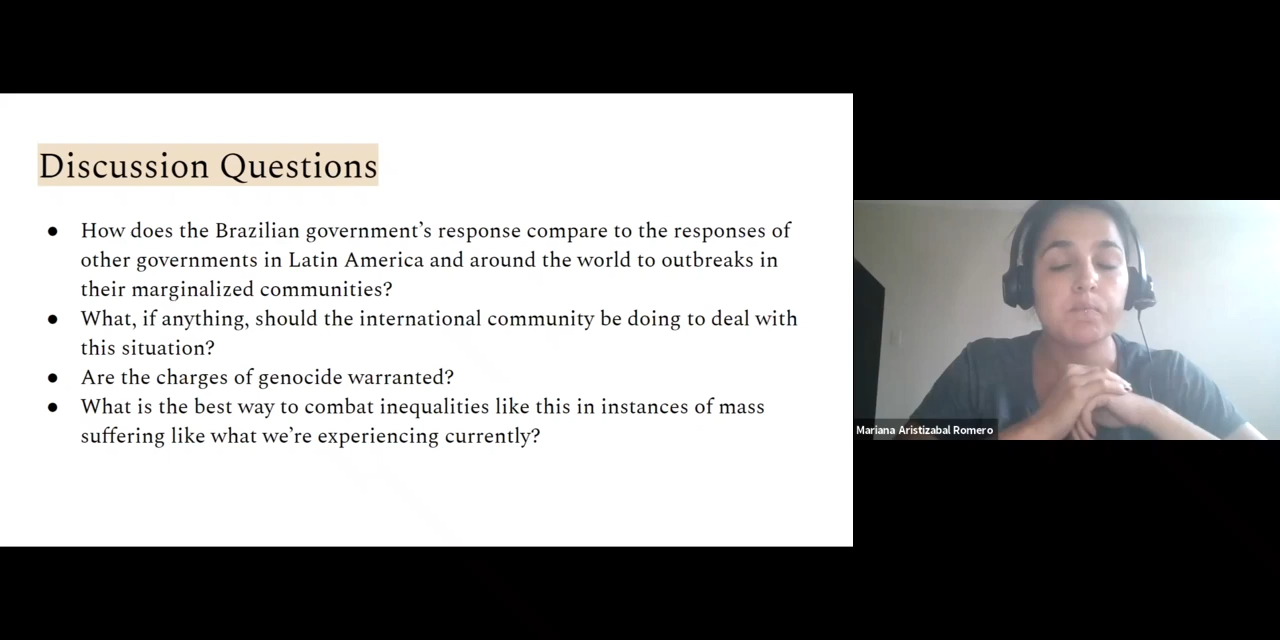 Discussion Questions
● How does the Brazilian government’s response compare to the responses of
other governments in Latin America and around the world to outbreaks in
their marginalized communities?
● What, if anything, should the international community be doing to deal with
this situation?
● Are the charges of genocide warranted?
● What is the best way to combat inequalities like this in instances of mass
suffering like what we’re experiencing currently?
Mariana Aristizabal Romero